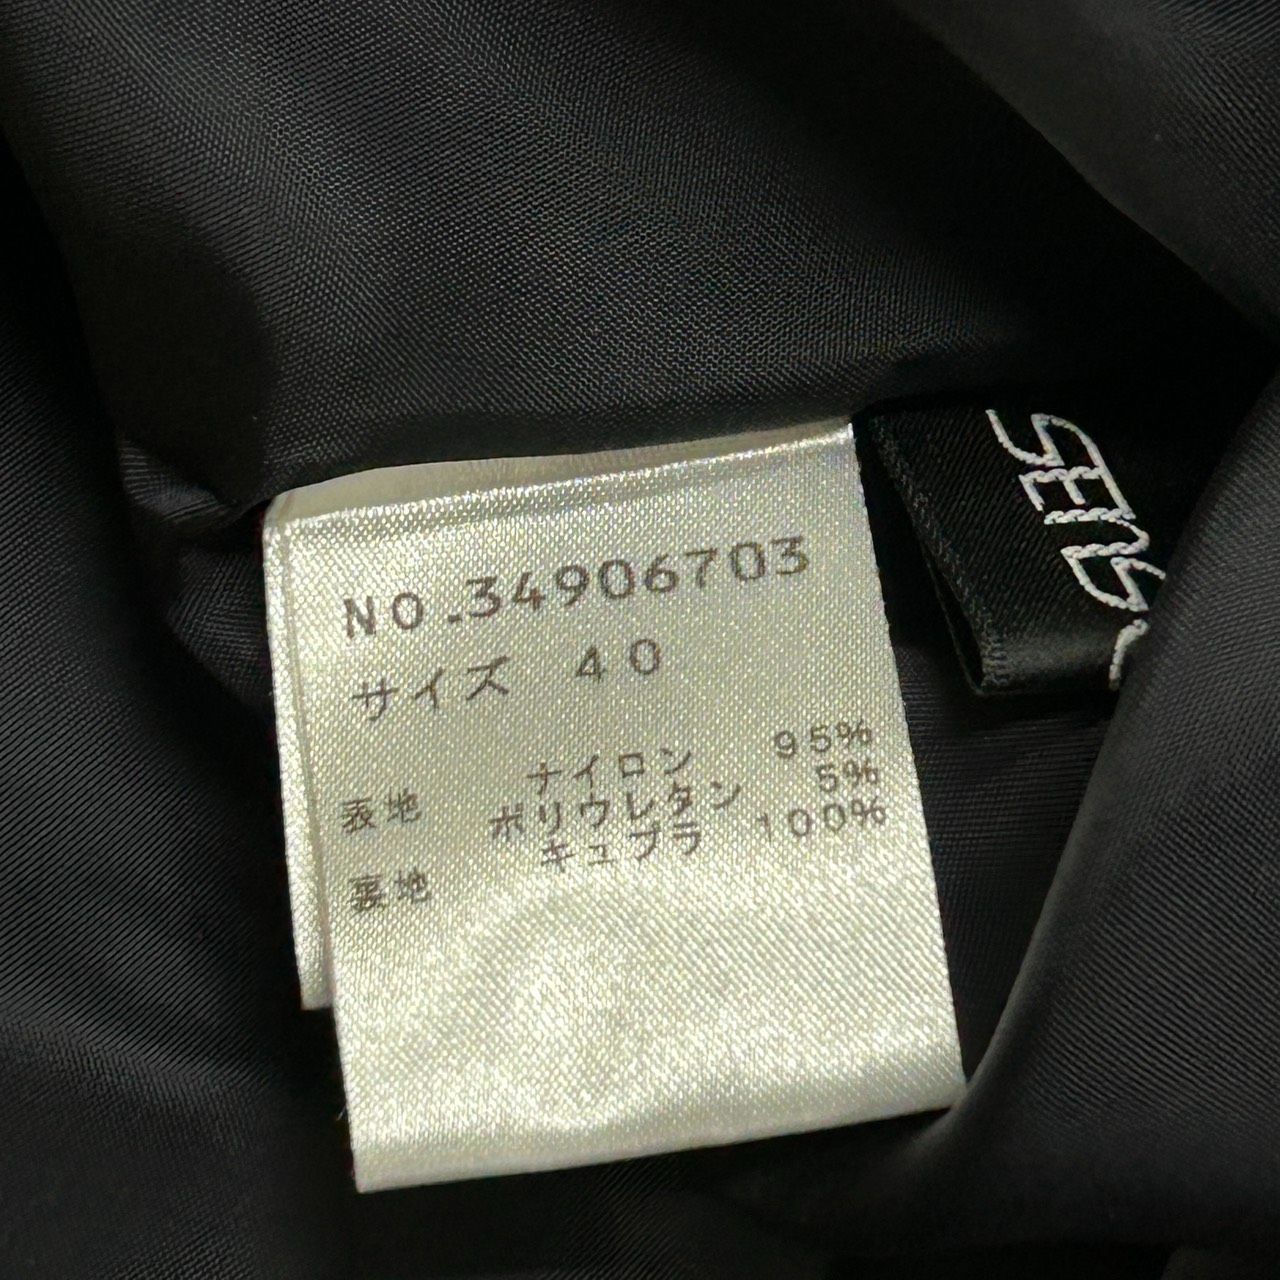 NO.34906703
サイズ 40
表地 ナイロン 95%
ポリウレタン 5%
裏地 キュプラ 100%